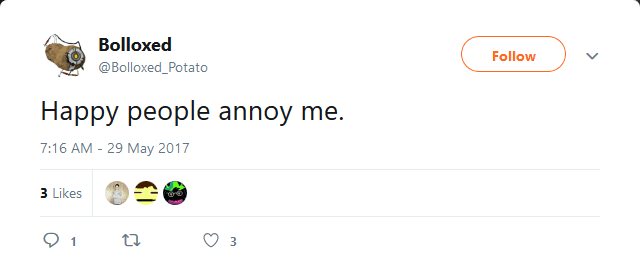 Bolloxed
@Bolloxed_Potato
Follow
Happy people annoy me.
7:16 AM - 29 May 2017
3 Likes
1
3